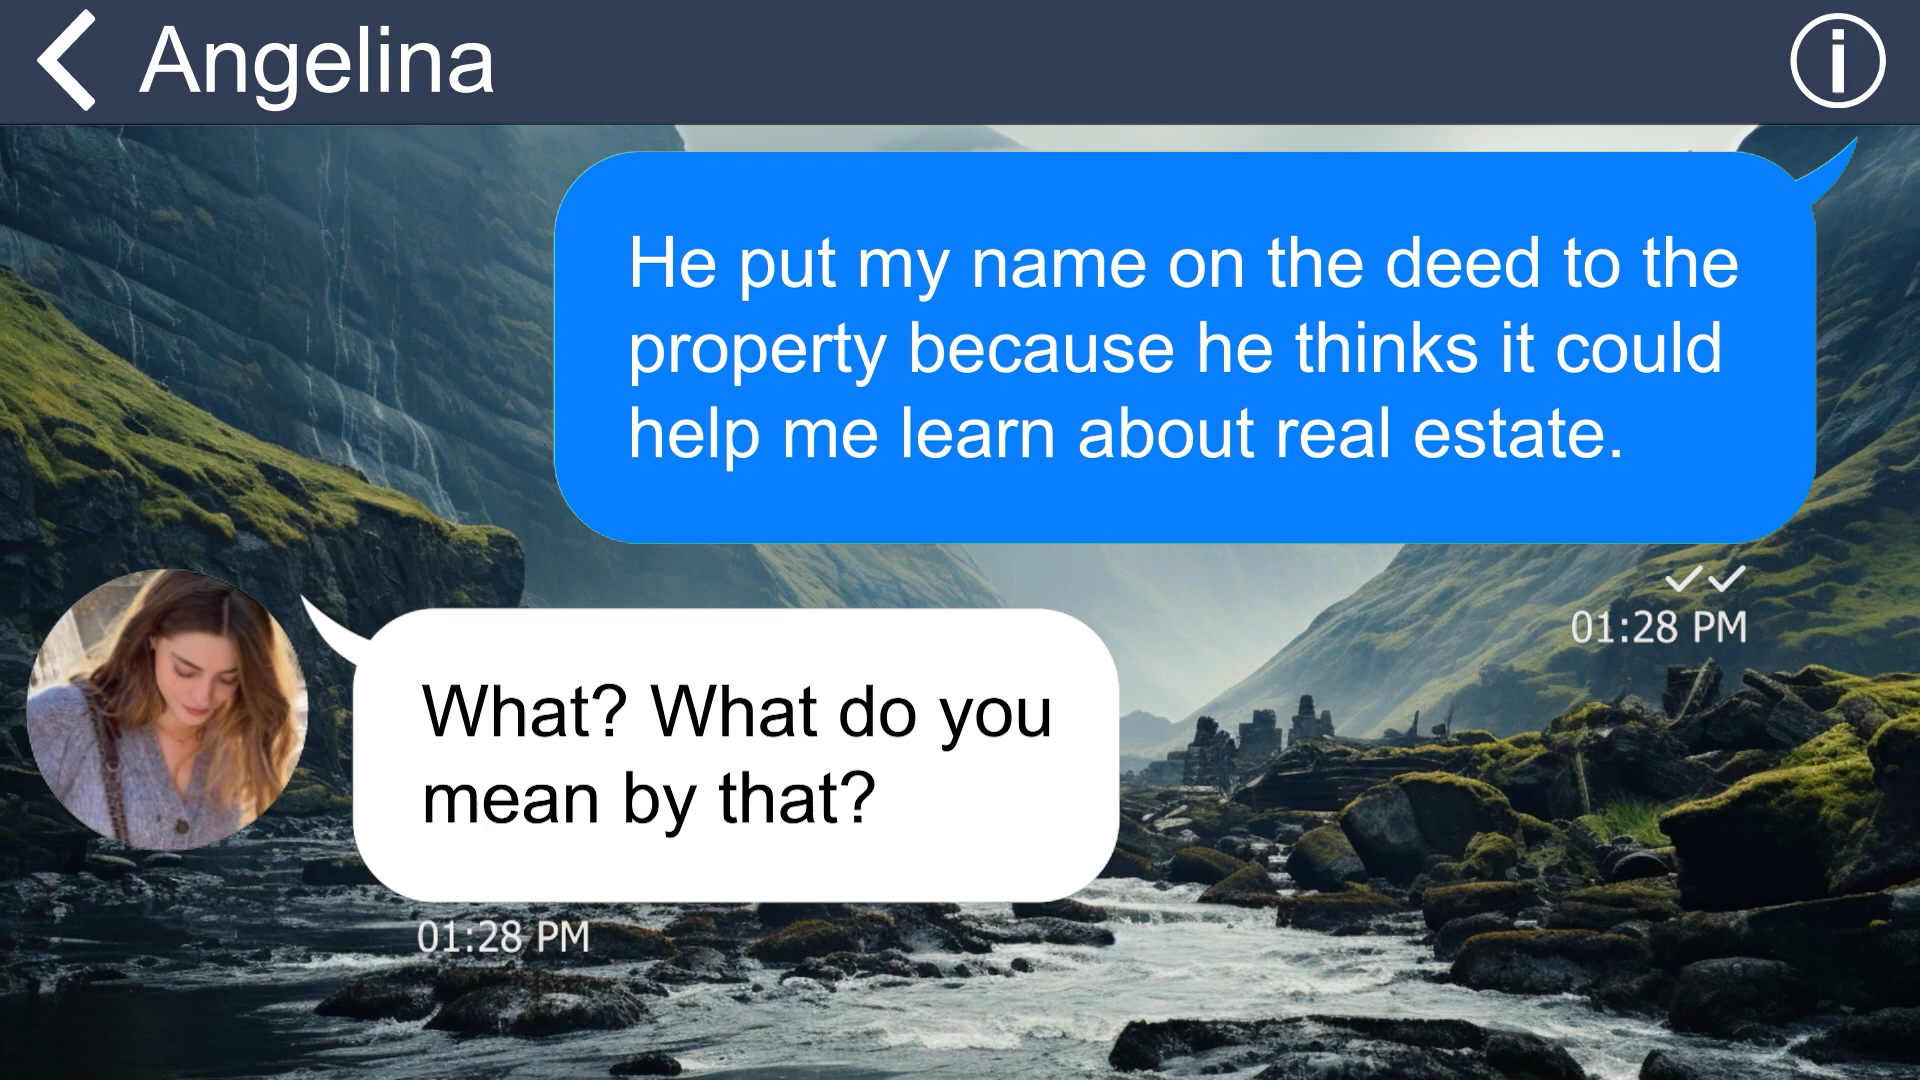 Angelina
He put my name on the deed to the
property because he thinks it could
help me learn about real estate.
01:28 PM
What? What do you
mean by that?
01:28 PM